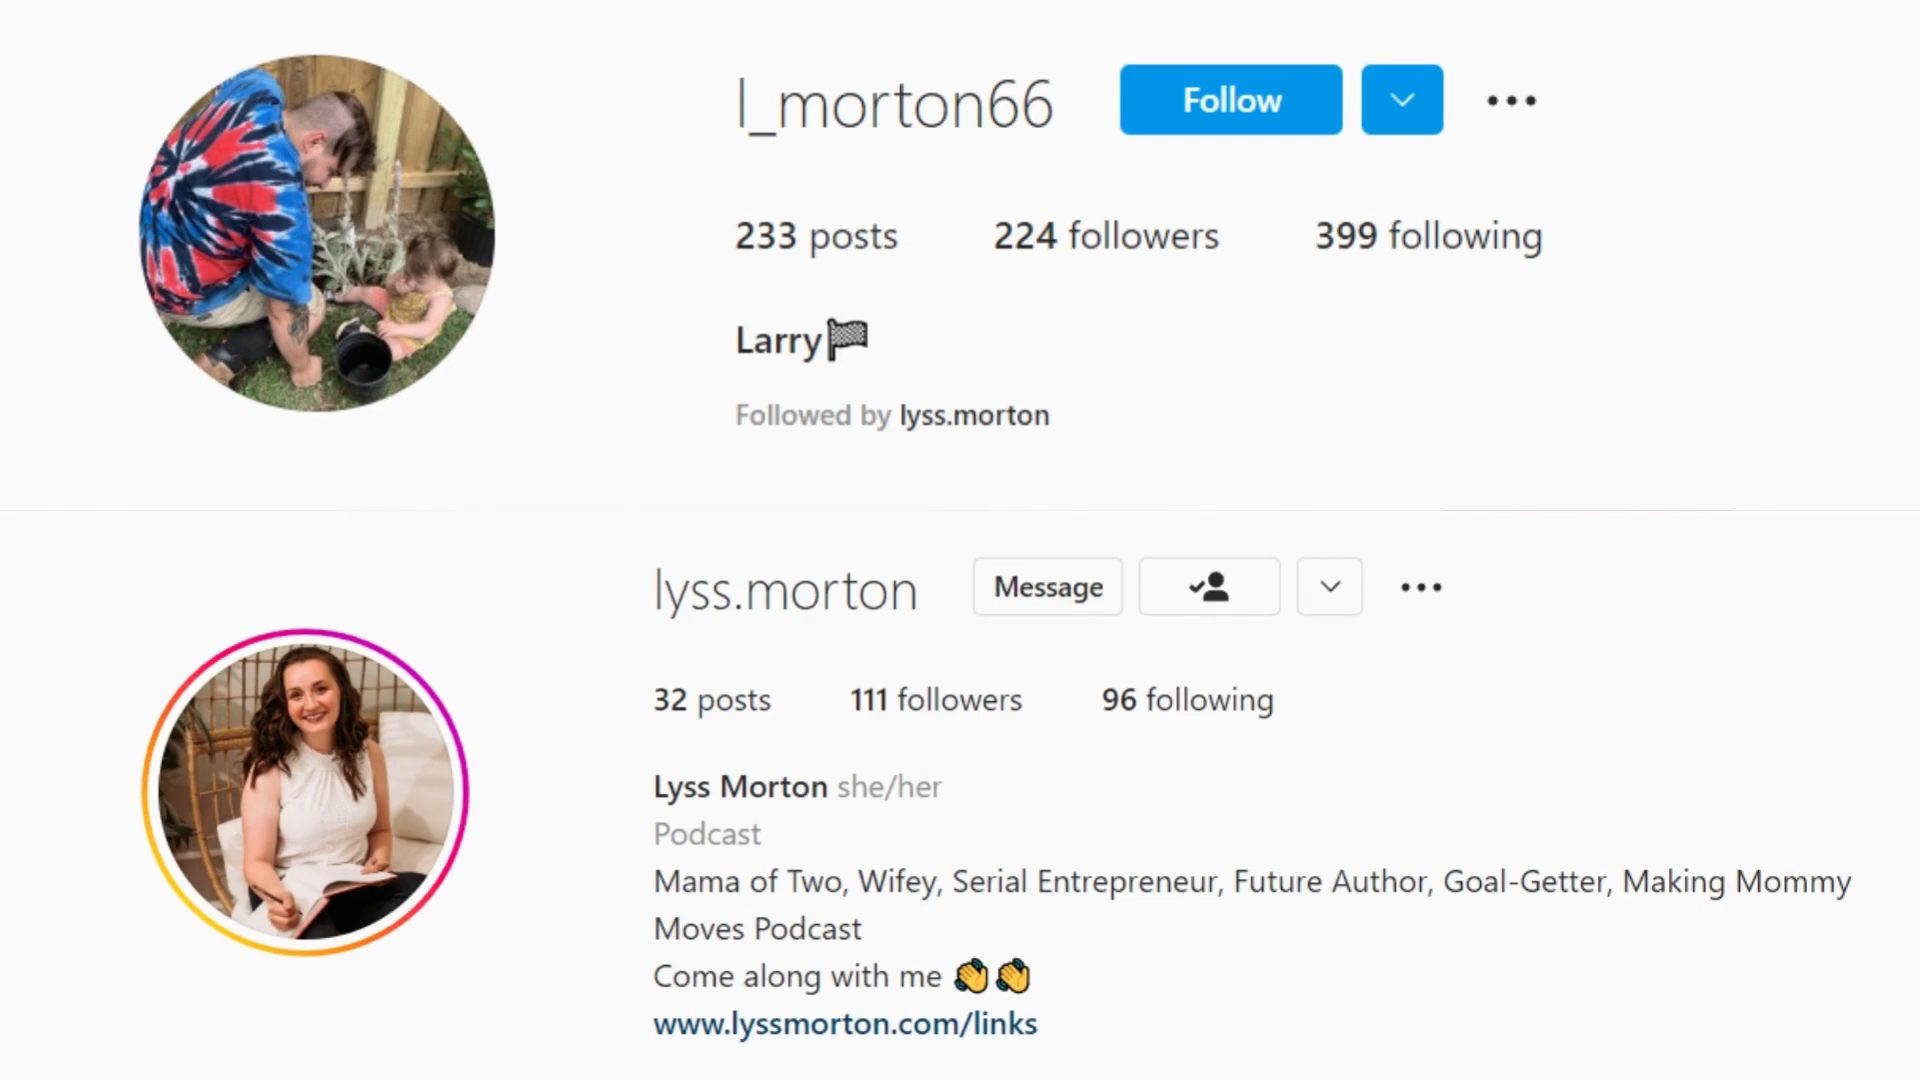 l_morton66 Follow
233 posts 224 followers 399 following
Larry
Followed by lyss.morton
lyss.morton Message
32 posts 111 followers 96 following
Lyss Morton she/her
Podcast
Mama of Two, Wifey, Serial Entrepreneur, Future Author, Goal-Getter, Making Mommy
Moves Podcast
Come along with me 👏👏
www.lyssmorton.com/links